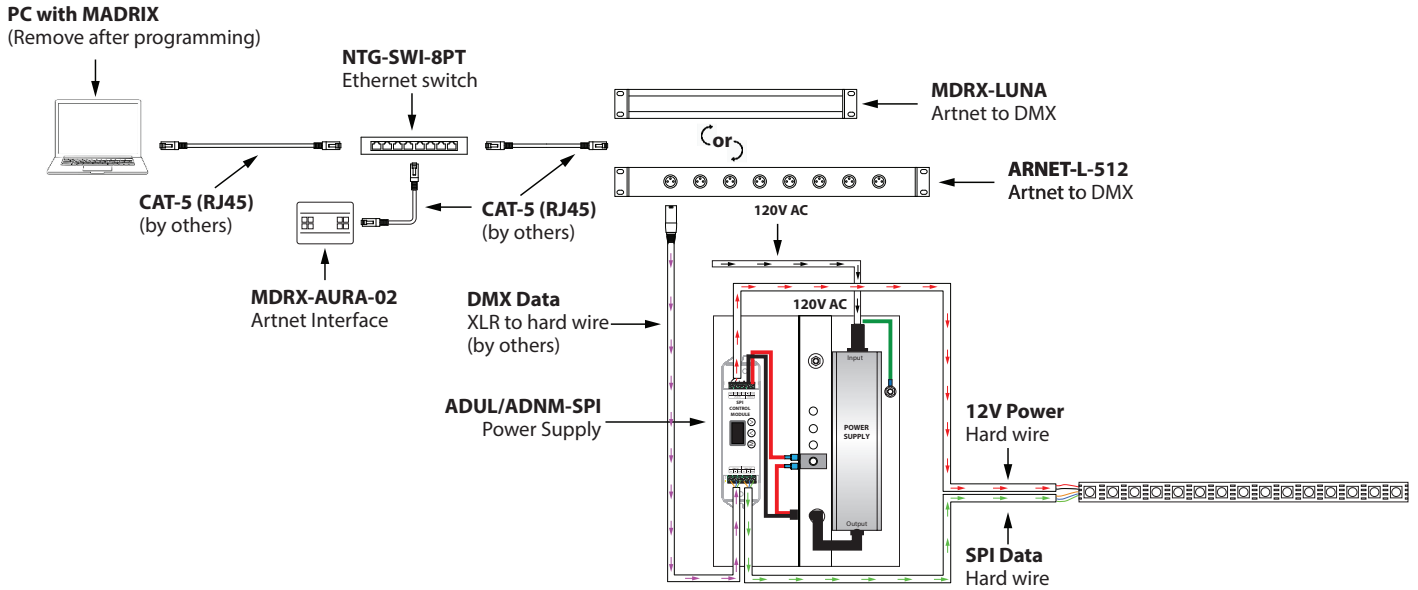 PC with MADRIX
(Remove after programming)
NTG-SWI-8PT
Ethernet switch
MDRX-LUNA
Artnet to DMX
or
ARNET-L-512
Artnet to DMX
CAT-5 (RJ45)
(by others)
CAT-5 (RJ45)
(by others)
MDRX-AURA-02
Artnet Interface
120V AC
DMX Data
XLR to hard wire
(by others)
120V AC
Input
SPI
CONTROL
MODULE
POWER
SUPPLY
Output
ADUL/ADNM-SPI
Power Supply
12V Power
Hard wire
SPI Data
Hard wire